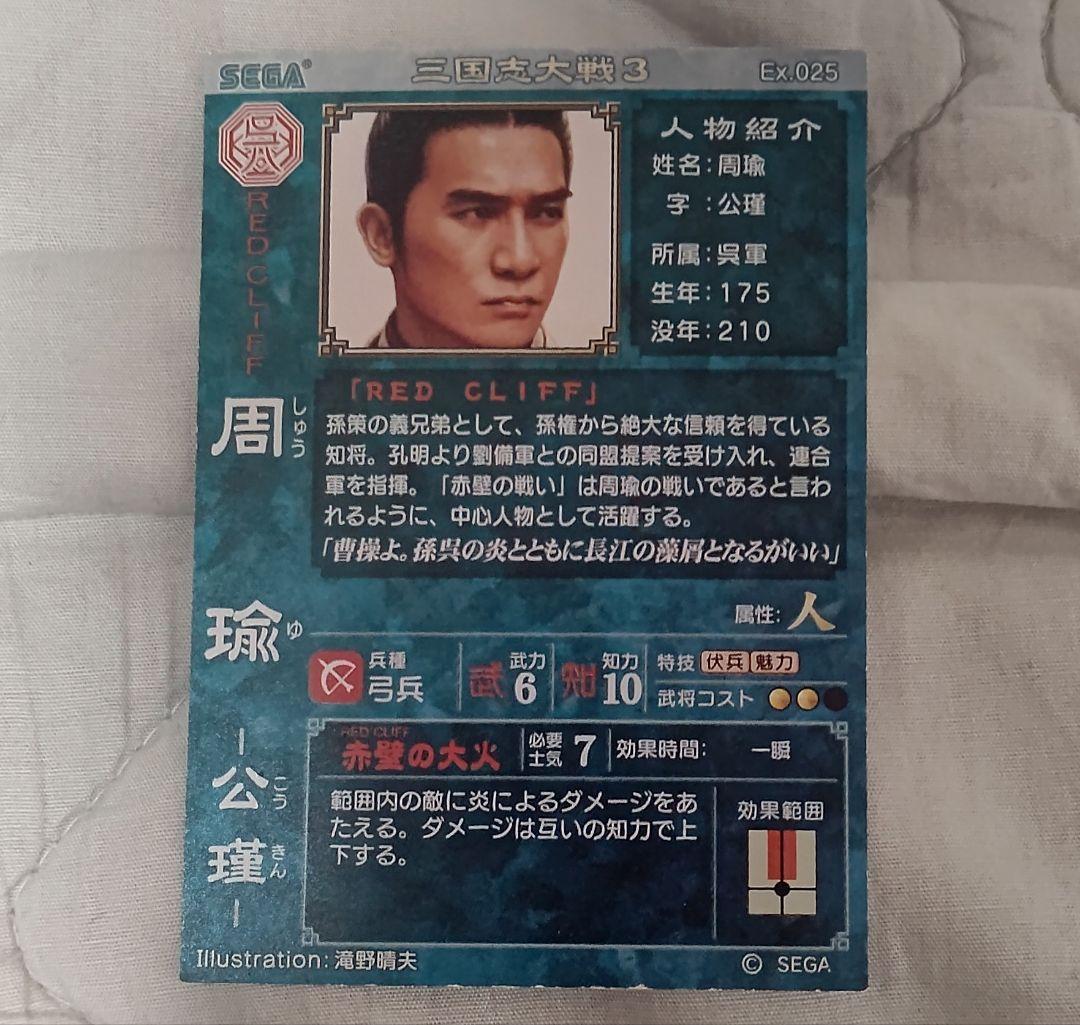 SEGA®
三国志大戦3
Ex.025
呉
RED CLIFF
人物紹介
姓名：周瑜
字：公瑾
所属：呉軍
生年：175
没年：210
「RED CLIFF」
孫策の義兄弟として、孫権から絶大な信頼を得ている
知将。孔明より劉備軍との同盟提案を受け入れ、連合
軍を指揮。「赤壁の戦い」は周瑜の戦いであると言わ
れるように、中心人物として活躍する。
「曹操よ。孫呉の炎とともに長江の藻屑となるがいい」
周
しゅう
瑜
ゆ
-公瑾-
こうきん
属性：人
兵種
弓兵
武
武力
6
知
知力
10
特技 伏兵 魅力
武将コスト
RED CLIFF
赤壁の大火
必要
士気
7
効果時間：一瞬
範囲内の敵に炎によるダメージをあ
たえる。ダメージは互いの知力で上
下する。
効果範囲
Illustration：滝野晴夫
© SEGA